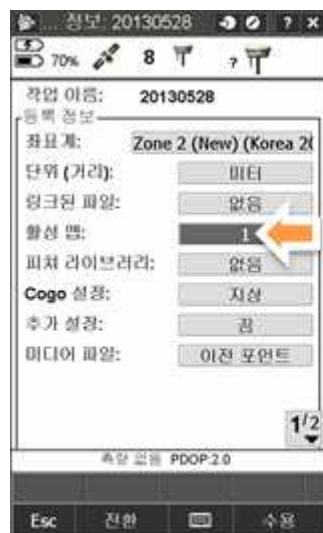 ... 정보: 20130528 ? ×
70% 8 ?
작업 이름: 20130528
등록 정보
좌표계: Zone 2 (New) (Korea 20
단위 (거리): 미터
링크된 파일: 없음
활성 맵: 1
피쳐 라이브러리: 없음
Cogo 설정: 지상
추가 설정: 끔
미디어 파일: 이전 포인트
1/2
측량 없음 PDOP:2.0
Esc 전환 수용